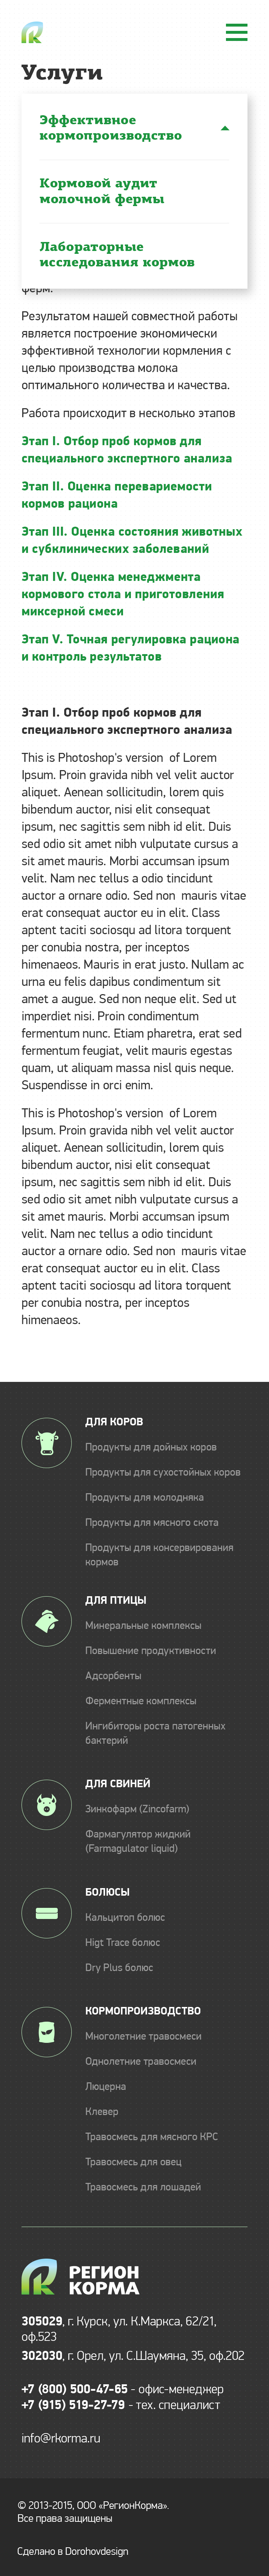 Услуги
Эффективное
кормопроизводство
Кормовой аудит
молочной фермы
Лабораторные
исследования кормов
ферм.
Результатом нашей совместной работы
является построение экономически
эффективной технологии кормления с
целью производства молока
оптимального количества и качества.
Работа происходит в несколько этапов
Этап I. Отбор проб кормов для
специального экспертного анализа
Этап II. Оценка перевариемости
кормов рациона
Этап III. Оценка состояния животных
и субклинических заболеваний
Этап IV. Оценка менеджмента
кормового стола и приготовления
миксерной смеси
Этап V. Точная регулировка рациона
и контроль результатов
Этап I. Отбор проб кормов для
специального экспертного анализа
This is Photoshop's version  of Lorem
Ipsum. Proin gravida nibh vel velit auctor
aliquet. Aenean sollicitudin, lorem quis
bibendum auctor, nisi elit consequat
ipsum, nec sagittis sem nibh id elit. Duis
sed odio sit amet nibh vulputate cursus a
sit amet mauris. Morbi accumsan ipsum
velit. Nam nec tellus a odio tincidunt
auctor a ornare odio. Sed non  mauris vitae
erat consequat auctor eu in elit. Class
aptent taciti sociosqu ad litora torquent
per conubia nostra, per inceptos
himenaeos. Mauris in erat justo. Nullam ac
urna eu felis dapibus condimentum sit
amet a augue. Sed non neque elit. Sed ut
imperdiet nisi. Proin condimentum
fermentum nunc. Etiam pharetra, erat sed
fermentum feugiat, velit mauris egestas
quam, ut aliquam massa nisl quis neque.
Suspendisse in orci enim.
This is Photoshop's version  of Lorem
Ipsum. Proin gravida nibh vel velit auctor
aliquet. Aenean sollicitudin, lorem quis
bibendum auctor, nisi elit consequat
ipsum, nec sagittis sem nibh id elit. Duis
sed odio sit amet nibh vulputate cursus a
sit amet mauris. Morbi accumsan ipsum
velit. Nam nec tellus a odio tincidunt
auctor a ornare odio. Sed non  mauris vitae
erat consequat auctor eu in elit. Class
aptent taciti sociosqu ad litora torquent
per conubia nostra, per inceptos
himenaeos.
ДЛЯ КОРОВ
Продукты для дойных коров
Продукты для сухостойных коров
Продукты для молодняка
Продукты для мясного скота
Продукты для консервирования
кормов
ДЛЯ ПТИЦЫ
Минеральные комплексы
Повышение продуктивности
Адсорбенты
Ферментные комплексы
Ингибиторы роста патогенных
бактерий
ДЛЯ СВИНЕЙ
Зинкофарм (Zincofarm)
Фармагулятор жидкий
(Farmagulator liquid)
БОЛЮСЫ
Кальцитоп болюс
Higt Trace болюс
Dry Plus болюс
КОРМОПРОИЗВОДСТВО
Многолетние травосмеси
Однолетние травосмеси
Люцерна
Клевер
Травосмесь для мясного КРС
Травосмесь для овец
Травосмесь для лошадей
РЕГИОН
КОРМА
305029, г. Курск, ул. К.Маркса, 62/21,
оф.523
302030, г. Орел, ул. С.Шаумяна, 35, оф.202
+7 (800) 500-47-65 - офис-менеджер
+7 (915) 519-27-79 - тех. специалист
info@rkorma.ru
© 2013-2015, ООО «РегионКорма».
Все права защищены
Сделано в Dorohovdesign